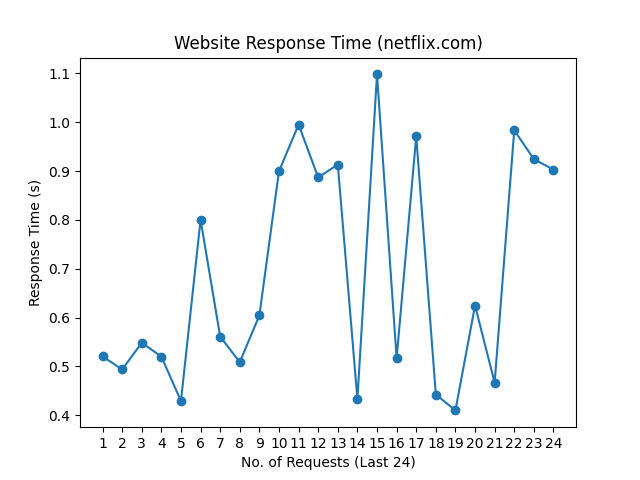 Website Response Time (netflix.com)
1.1
1.0
0.9
0.8
0.7
0.6
0.5
0.4
Response Time (s)
1 2 3 4 5 6 7 8 9 10 11 12 13 14 15 16 17 18 19 20 21 22 23 24
No. of Requests (Last 24)